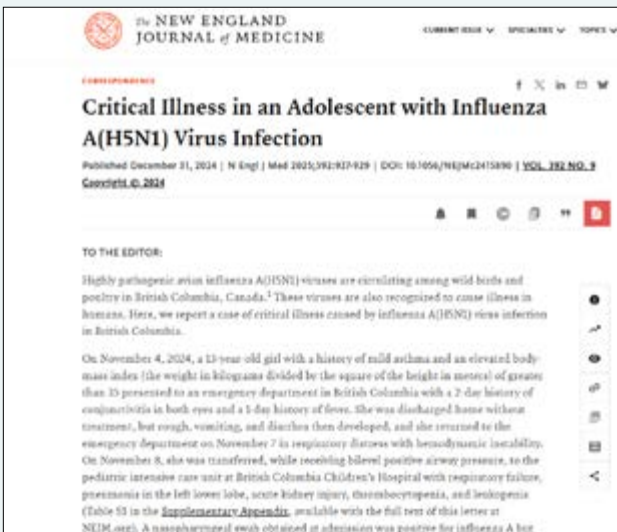 The NEW ENGLAND
JOURNAL of MEDICINE
CURRENT ISSUE SPECIALTIES TOPICS
CORRESPONDENCE
Critical Illness in an Adolescent with Influenza
A(H5N1) Virus Infection
Published December 31, 2024 | N Engl J Med 2025;392:927-929 | DOI: 10.1056/NEJMc2415890 | VOL. 392 NO. 9
Copyright © 2024
TO THE EDITOR:
Highly pathogenic avian influenza A(H5N1) viruses are circulating among wild birds and
poultry in British Columbia, Canada.1 These viruses are also recognized to cause illness in
humans. Here, we report a case of critical illness caused by influenza A(H5N1) virus infection
in British Columbia.
On November 4, 2024, a 13-year-old girl with a history of mild asthma and an elevated body-
mass index (the weight in kilograms divided by the square of the height in meters) of greater
than 35 presented to an emergency department in British Columbia with a 2-day history of
conjunctivitis in both eyes and a 1-day history of fever. She was discharged home without
treatment, but cough, vomiting, and diarrhea then developed, and she returned to the
emergency department on November 7 in respiratory distress with hemodynamic instability.
On November 8, she was transferred, while receiving bilevel positive airway pressure, to the
pediatric intensive care unit at British Columbia Children's Hospital with respiratory failure,
pneumonia in the left lower lobe, acute kidney injury, thrombocytopenia, and leukopenia
(Table S1 in the Supplementary Appendix, available with the full text of this letter at
NEJM.org). A nasopharyngeal swab obtained at admission was positive for influenza A but